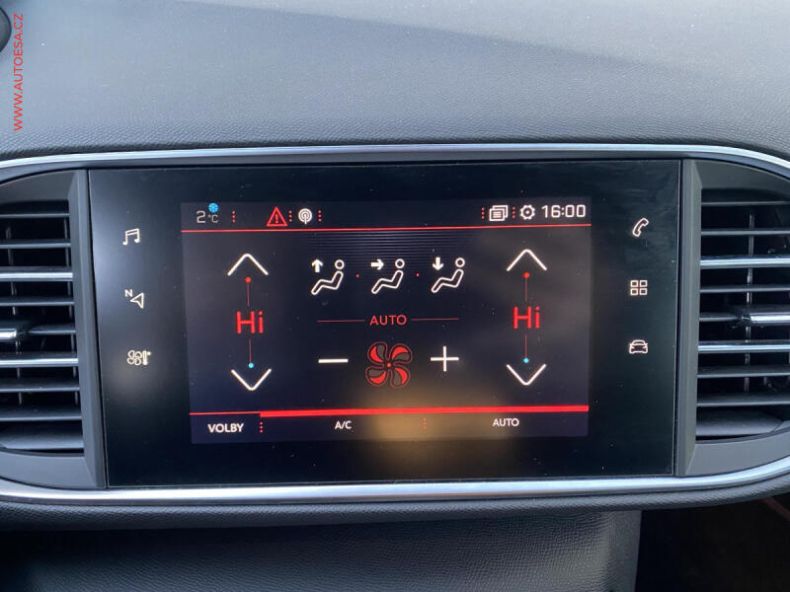 WWW.AUTOESA.CZ
2°C
16:00
N
Hi
Hi
AUTO
VOLBY
A/C
AUTO